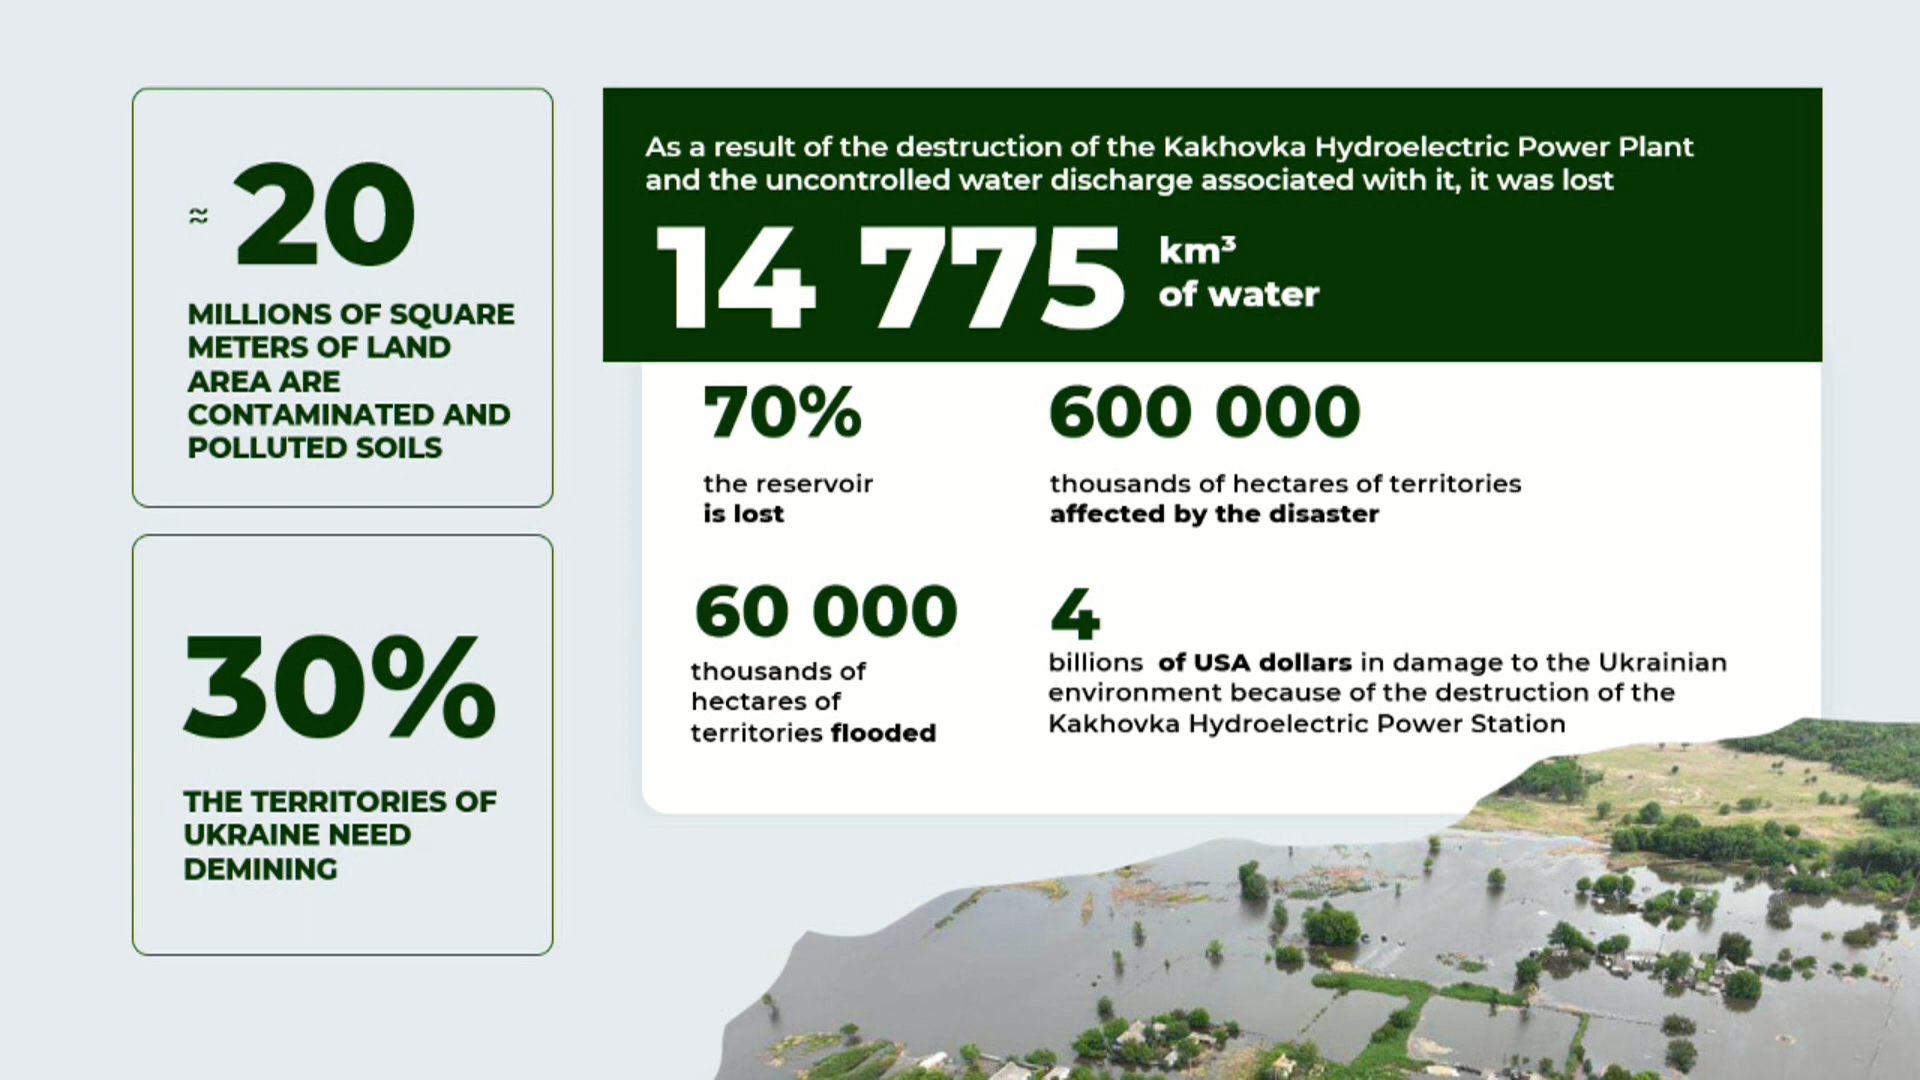 ≈ 20
MILLIONS OF SQUARE
METERS OF LAND
AREA ARE
CONTAMINATED AND
POLLUTED SOILS
30%
THE TERRITORIES OF
UKRAINE NEED
DEMINING
As a result of the destruction of the Kakhovka Hydroelectric Power Plant
and the uncontrolled water discharge associated with it, it was lost
14 775
km³
of water
70%
the reservoir
is lost
600 000
thousands of hectares of territories
affected by the disaster
60 000
thousands of
hectares of
territories flooded
4
billions of USA dollars in damage to the Ukrainian
environment because of the destruction of the
Kakhovka Hydroelectric Power Station